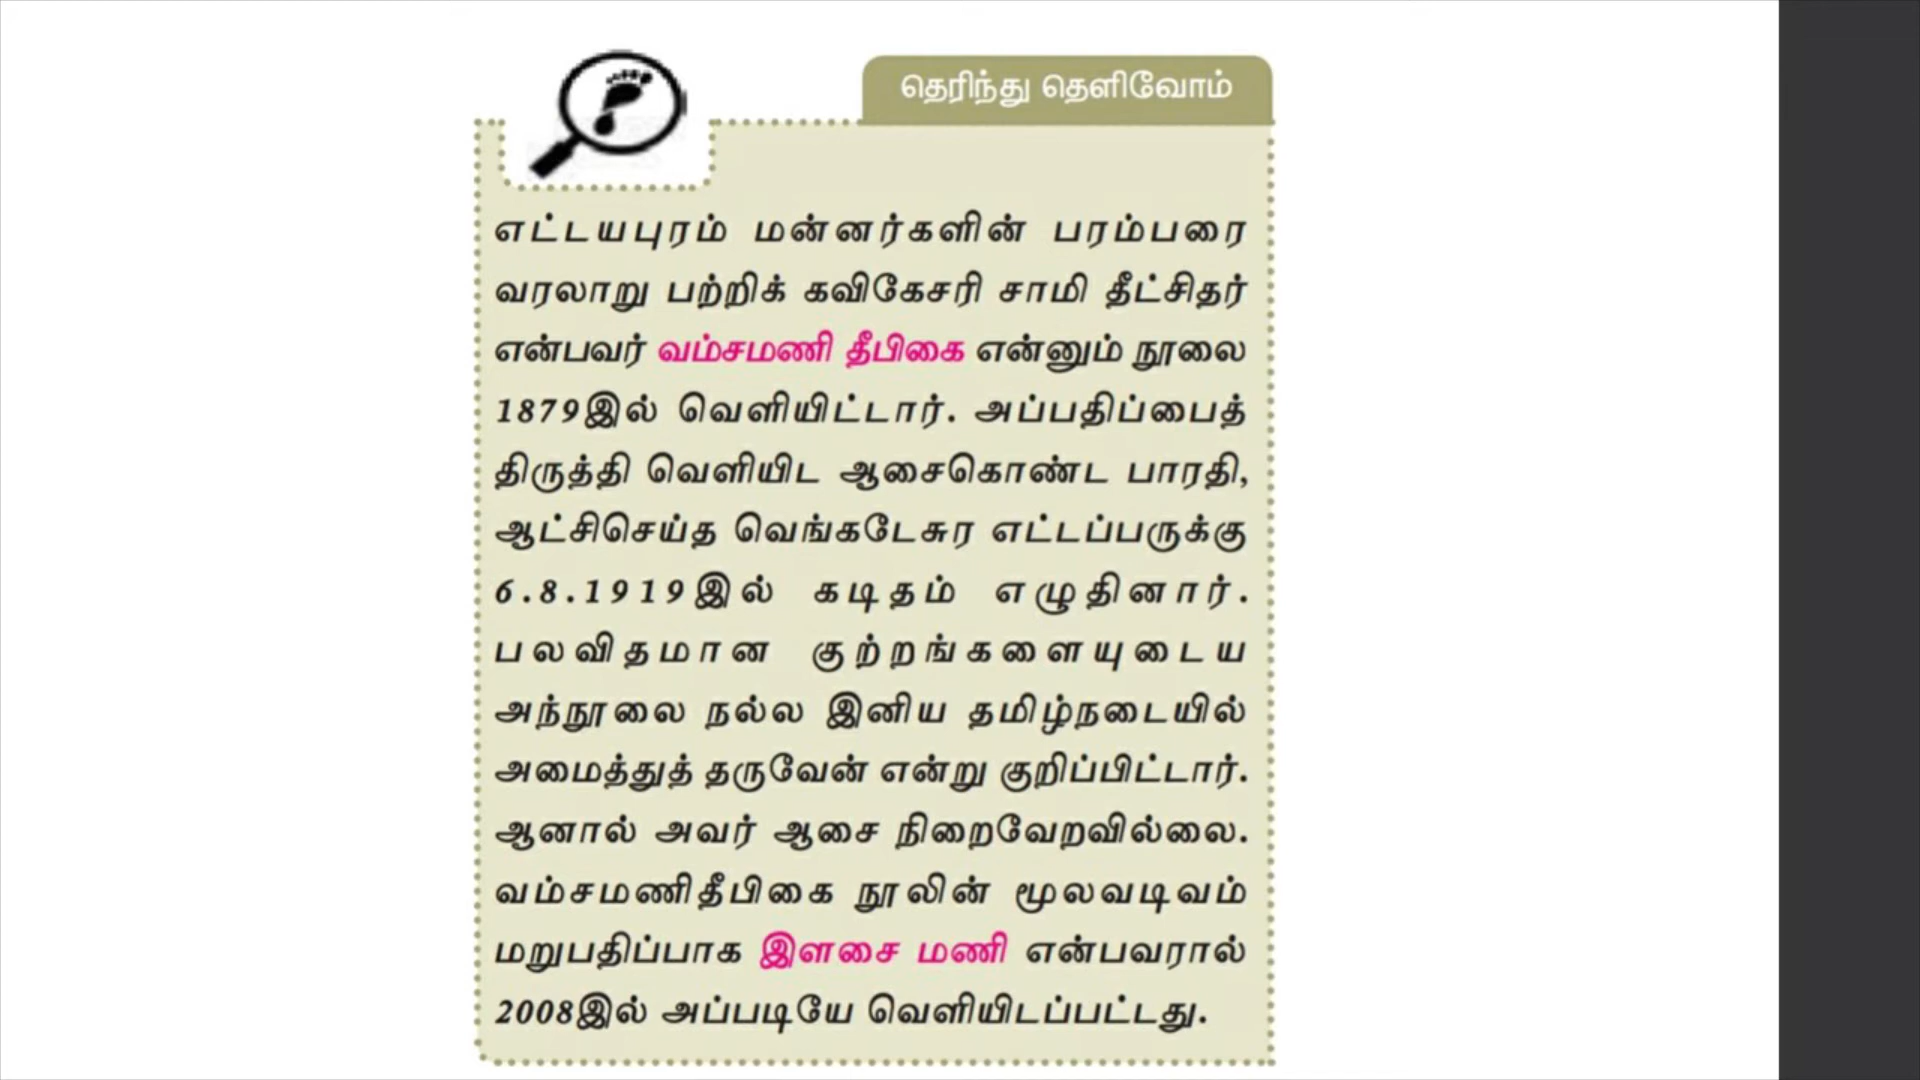 தெரிந்து தெளிவோம்
எட்டயபுரம் மன்னர்களின் பரம்பரை
வரலாறு பற்றிக் கவிகேசரி சாமி தீட்சிதர்
என்பவர் வம்சமணி தீபிகை என்னும் நூலை
1879இல் வெளியிட்டார். அப்பதிப்பைத்
திருத்தி வெளியிட ஆசைகொண்ட பாரதி,
ஆட்சிசெய்த வெங்கடேசுர எட்டப்பருக்கு
6.8.1919இல் கடிதம் எழுதினார்.
பலவிதமான குற்றங்களையுடைய
அந்நூலை நல்ல இனிய தமிழ்நடையில்
அமைத்துத் தருவேன் என்று குறிப்பிட்டார்.
ஆனால் அவர் ஆசை நிறைவேறவில்லை.
வம்சமணிதீபிகை நூலின் மூலவடிவம்
மறுபதிப்பாக இளசை மணி என்பவரால்
2008இல் அப்படியே வெளியிடப்பட்டது.